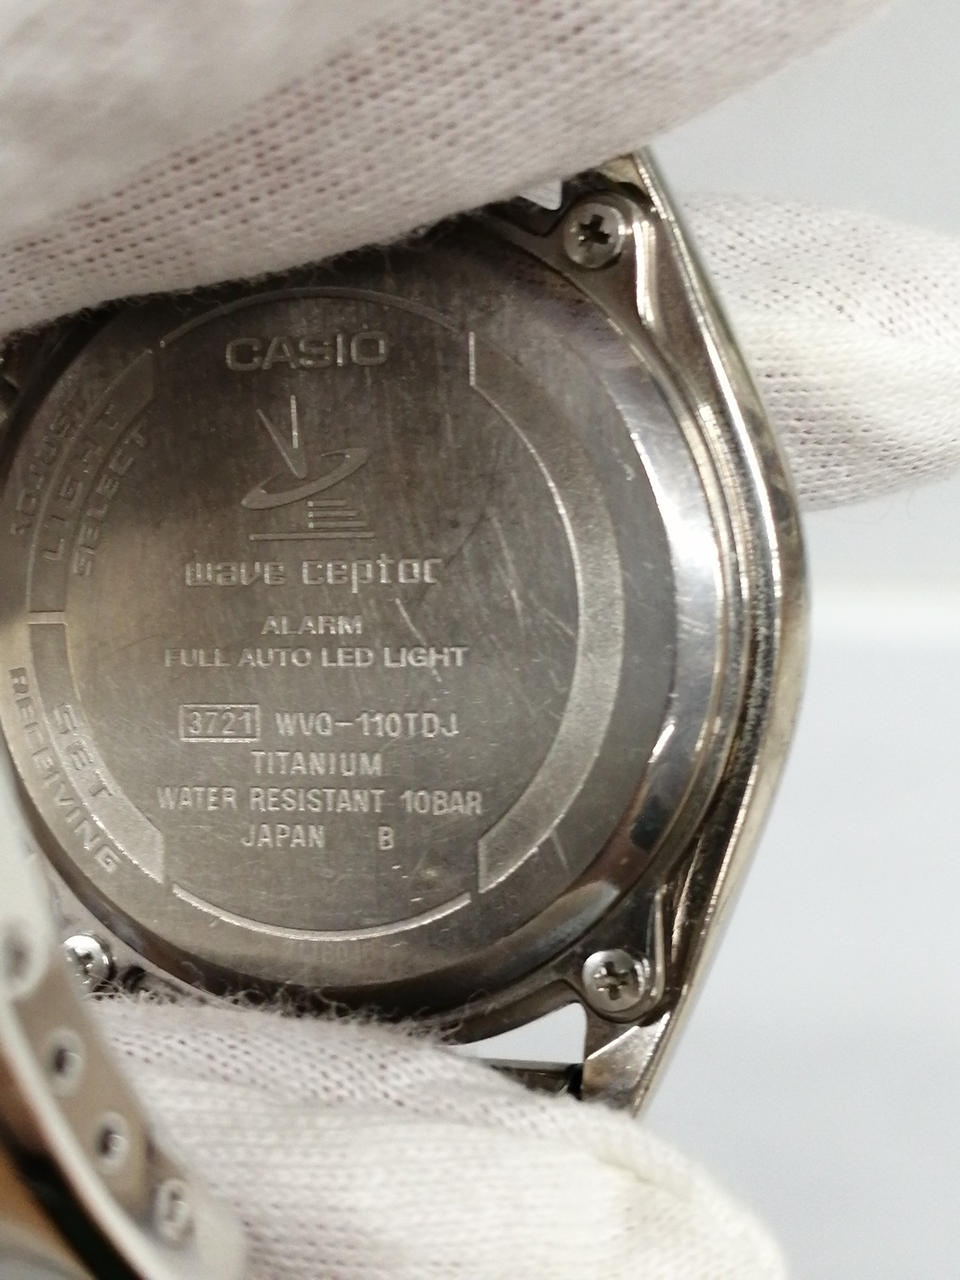 CASIO
wave ceptor
ALARM
FULL AUTO LED LIGHT
3721 WVQ-110TDJ
TITANIUM
WATER RESISTANT 10BAR
JAPAN B
ADJUST/
LIGHT
SELECT
SET
RECEIVING